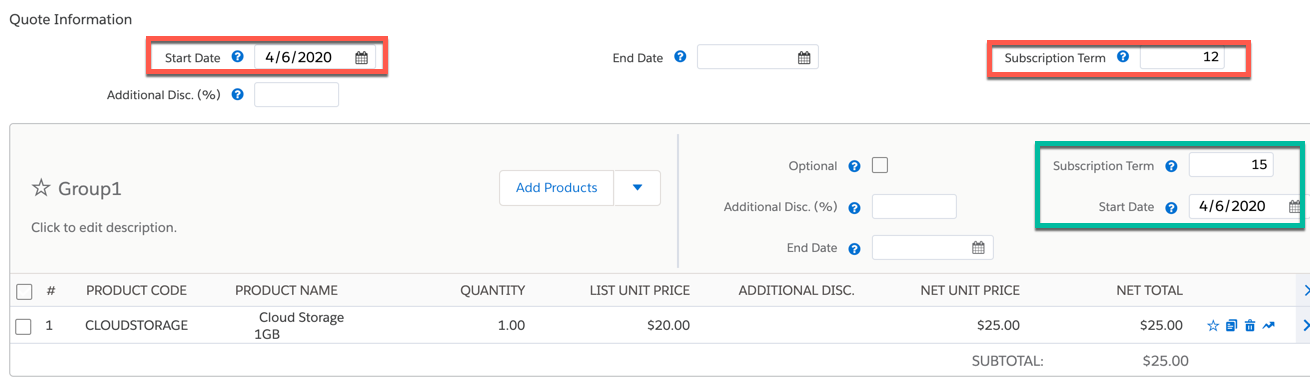 Quote Information
Start Date ? 4/6/2020 End Date ? Subscription Term ? 12
Additional Disc. (%) ?
Optional ? Subscription Term ? 15
Group1 Add Products
Additional Disc. (%) ? Start Date ? 4/6/2020
Click to edit description.
End Date ?
# PRODUCT CODE PRODUCT NAME QUANTITY LIST UNIT PRICE ADDITIONAL DISC. NET UNIT PRICE NET TOTAL
1 CLOUDSTORAGE Cloud Storage 1.00 $20.00 $25.00 $25.00
1GB
SUBTOTAL: $25.00